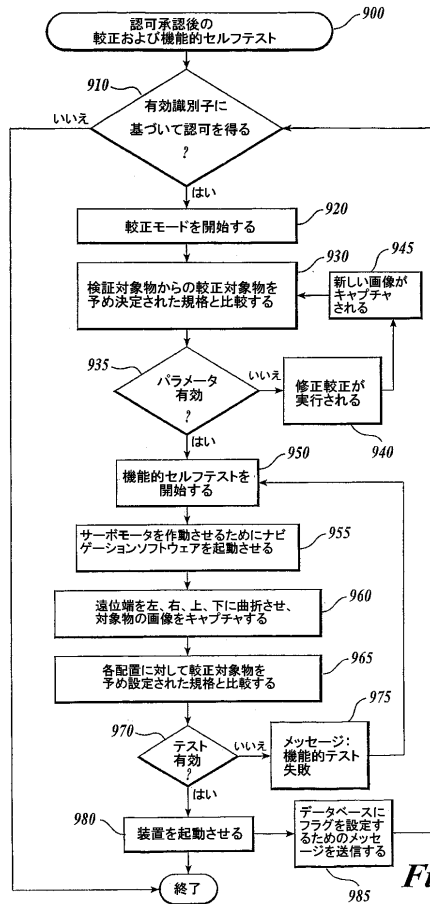 認可承認後の
較正および機能的セルフテスト
900
910
有効識別子に
基づいて認可を得る
?
いいえ
はい
920
較正モードを開始する
930
検証対象物からの較正対象物を
予め決定された規格と比較する
945
新しい画像が
キャプチャ
される
935
パラメータ
有効
?
いいえ
修正較正が
実行される
940
はい
950
機能的セルフテストを
開始する
サーボモータを作動させるためにナビ
ゲーションソフトウェアを起動させる
955
遠位端を左、右、上、下に曲折させ、
対象物の画像をキャプチャする
960
各配置に対して較正対象物を
予め設定された規格と比較する
965
970
テスト
有効
?
いいえ
975
メッセージ:
機能的テスト
失敗
はい
980
装置を起動させる
データベースに
フラグを設定す
るためのメッセ
ージを送信する
985
終了